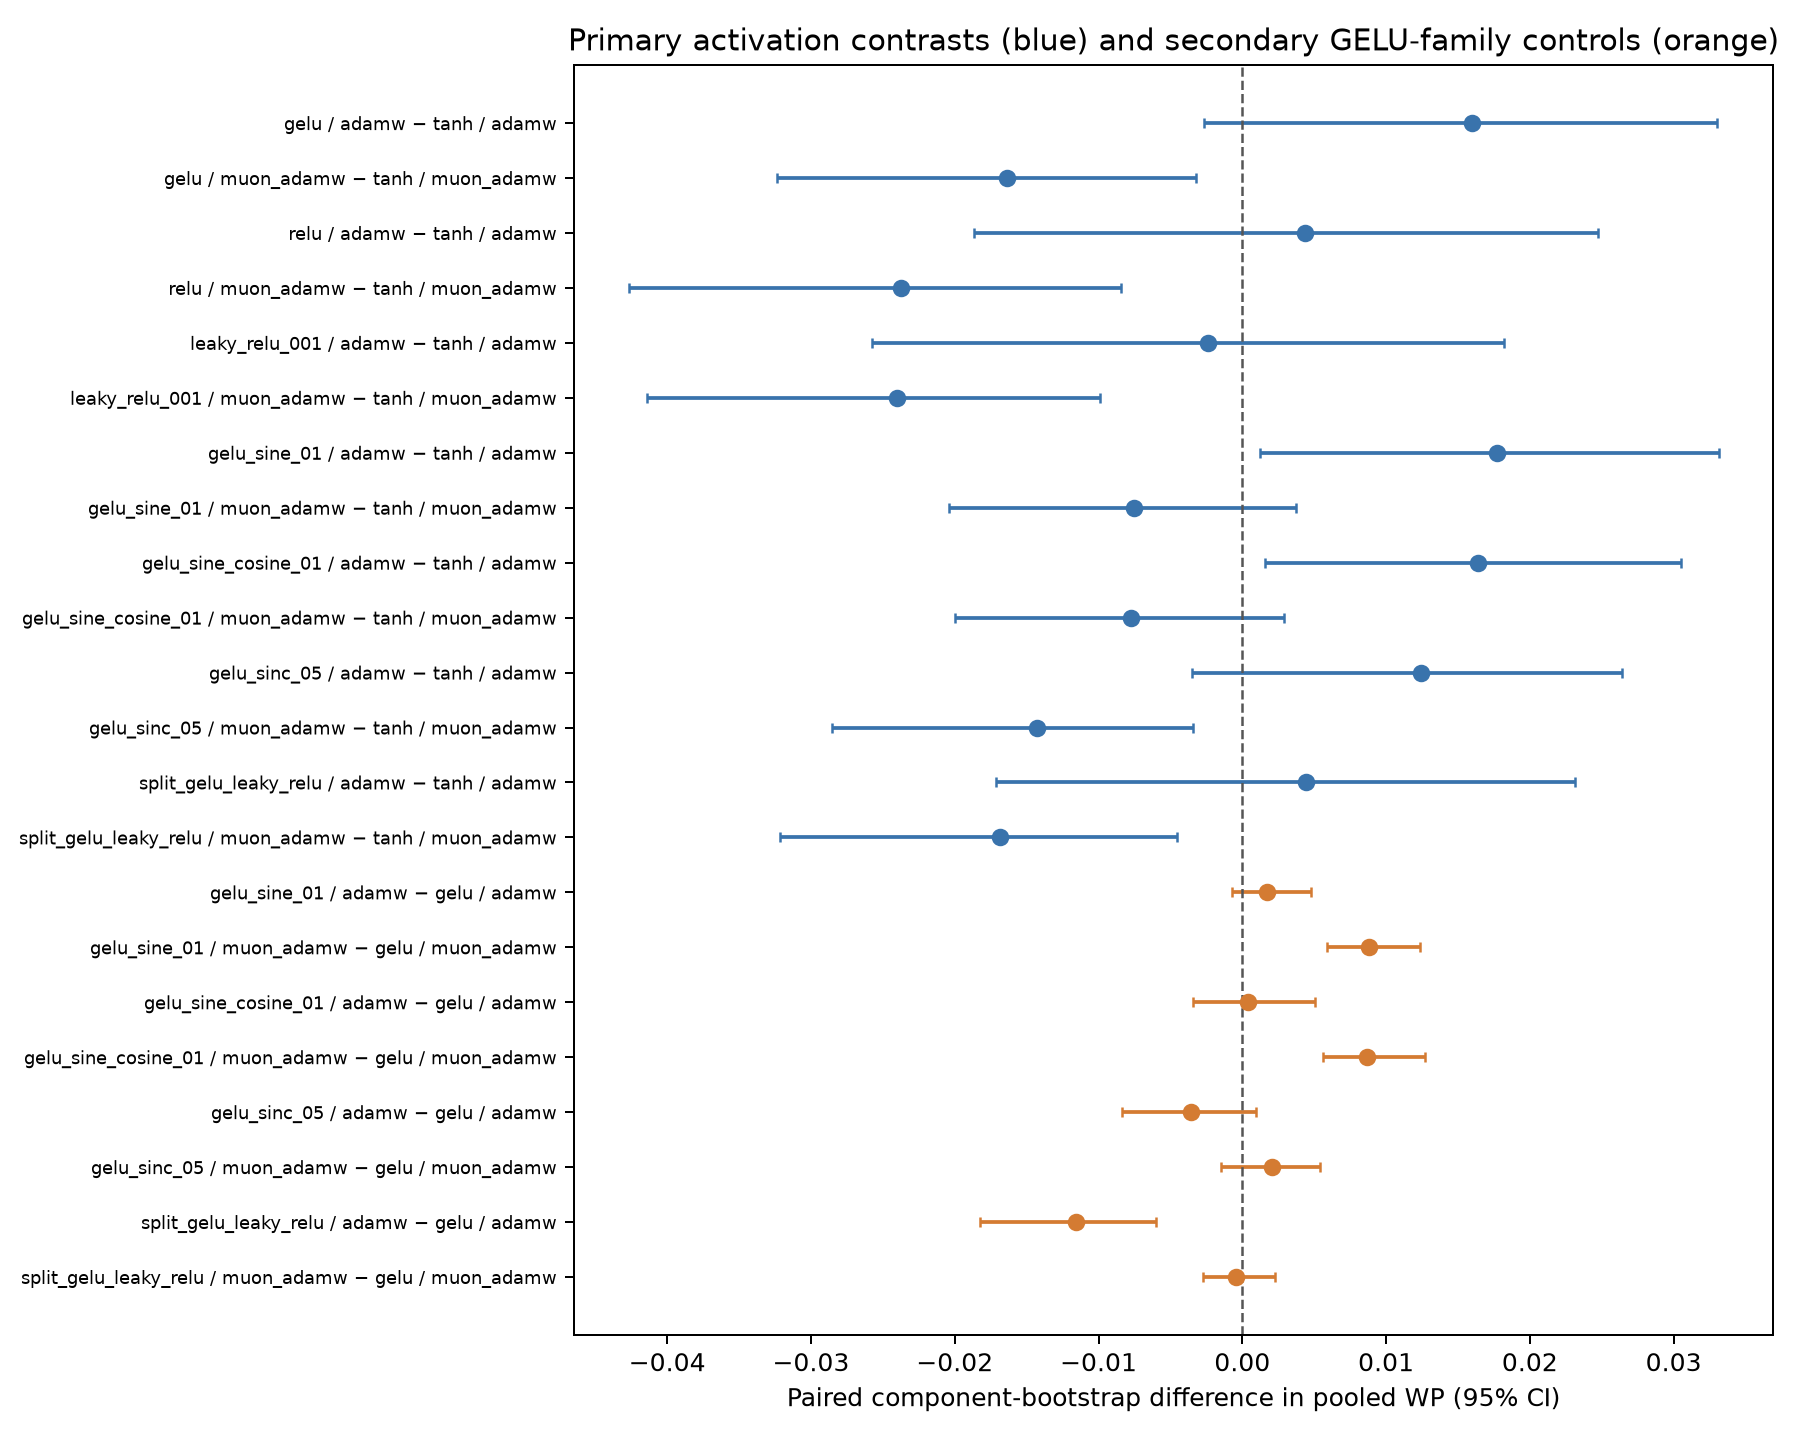 Primary activation contrasts (blue) and secondary GELU-family controls (orange)
gelu / adamw − tanh / adamw
gelu / muon_adamw − tanh / muon_adamw
relu / adamw − tanh / adamw
relu / muon_adamw − tanh / muon_adamw
leaky_relu_001 / adamw − tanh / adamw
leaky_relu_001 / muon_adamw − tanh / muon_adamw
gelu_sine_01 / adamw − tanh / adamw
gelu_sine_01 / muon_adamw − tanh / muon_adamw
gelu_sine_cosine_01 / adamw − tanh / adamw
gelu_sine_cosine_01 / muon_adamw − tanh / muon_adamw
gelu_sinc_05 / adamw − tanh / adamw
gelu_sinc_05 / muon_adamw − tanh / muon_adamw
split_gelu_leaky_relu / adamw − tanh / adamw
split_gelu_leaky_relu / muon_adamw − tanh / muon_adamw
gelu_sine_01 / adamw − gelu / adamw
gelu_sine_01 / muon_adamw − gelu / muon_adamw
gelu_sine_cosine_01 / adamw − gelu / adamw
gelu_sine_cosine_01 / muon_adamw − gelu / muon_adamw
gelu_sinc_05 / adamw − gelu / adamw
gelu_sinc_05 / muon_adamw − gelu / muon_adamw
split_gelu_leaky_relu / adamw − gelu / adamw
split_gelu_leaky_relu / muon_adamw − gelu / muon_adamw
−0.04 −0.03 −0.02 −0.01 0.00 0.01 0.02 0.03
Paired component-bootstrap difference in pooled WP (95% CI)